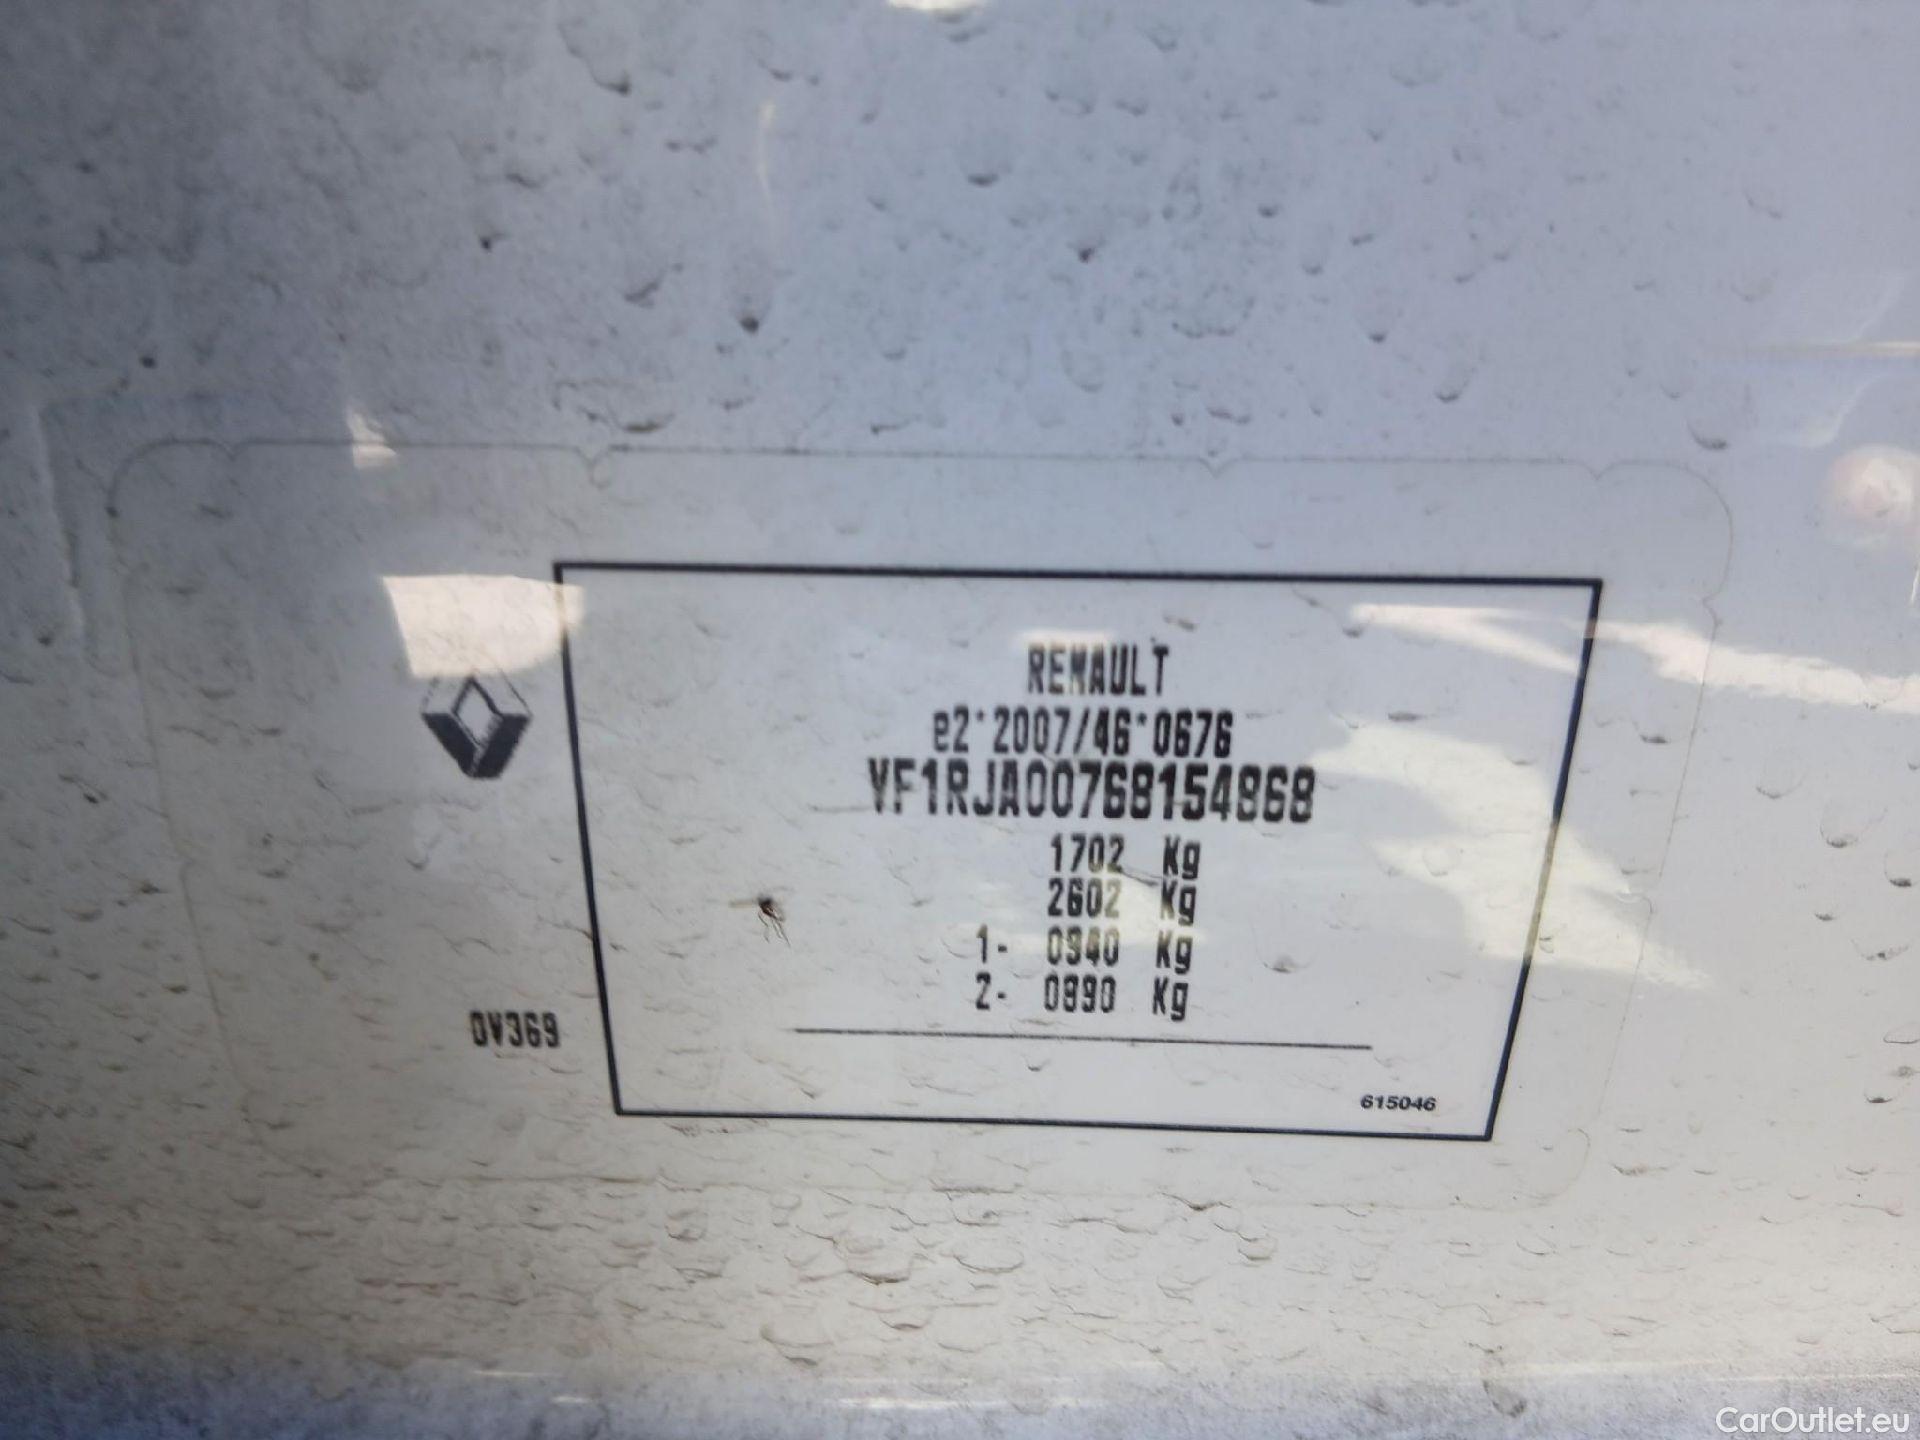 RENAULT
e2*2007/46*0676
VF1RJA00768154868
1702 Kg
2602 Kg
1- 0940 Kg
2- 0890 Kg
0V369
615046
CarOutlet.eu